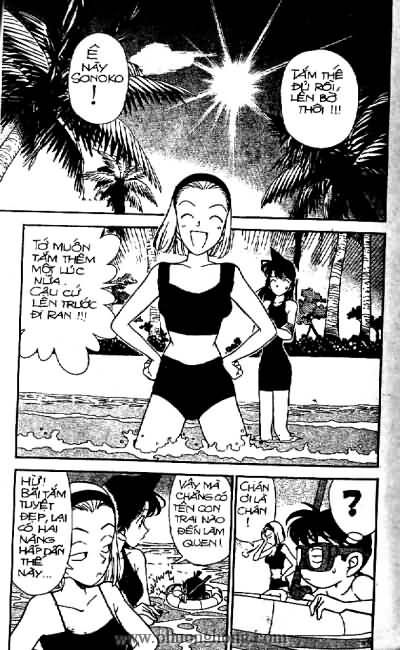 Ê
NÀY
SONOKO
!
TẮM THẾ
ĐỦ RỒI,
LÊN BỜ
THÔI !!!
TỚ MUỐN
TẮM THÊM
MỘT LÚC
NỮA.
CẬU CỨ
LÊN TRƯỚC
ĐI RAN !!!
HỪ!
BÃI TẮM
TUYỆT
ĐẸP, LẠI
CÓ HAI
NÀNG
HẤP DẪN
THẾ
NÀY...
VẬY MÀ
CHẲNG CÓ
TÊN CON
TRAI NÀO
ĐẾN LÀM
QUEN!
CHÁN
ƠI LÀ
CHÁN!
?